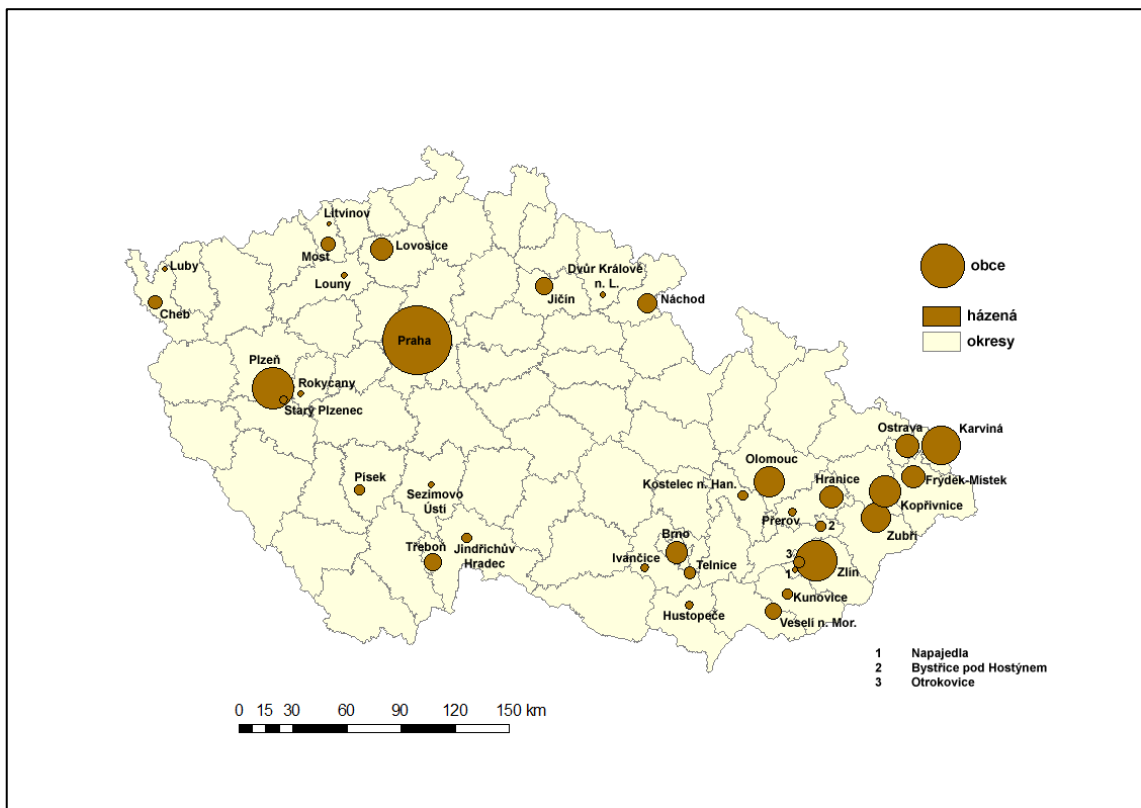 Litvínov
Most
Lovosice
Luby
Louny
Cheb
Dvůr Králové
n. L.
Jičín
Náchod
Praha
Plzeň
Rokycany
Starý Plzenec
Písek
Sezimovo
Ústí
Třeboň
Jindřichův
Hradec
Ostrava
Karviná
Olomouc
Hranice
Frýdek-Místek
Kostelec n. Han.
Kopřivnice
Přerov
2
Zubří
Brno
Ivančice
Telnice
3
Zlín
1
Kunovice
Hustopeče
Veselí n. Mor.
obce
házená
okresy
1 Napajedla
2 Bystřice pod Hostýnem
3 Otrokovice
0 15 30 60 90 120 150 km